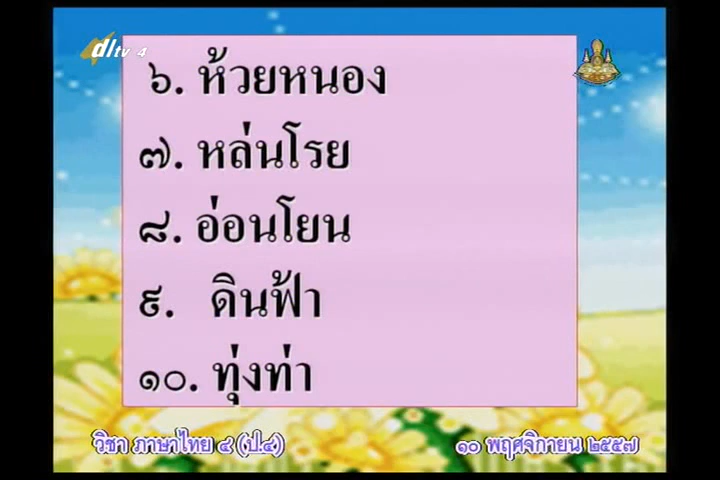 dltv 4
๖. ห้วยหนอง
๗. หล่นโรย
๘. อ่อนโยน
๙. ดินฟ้า
๑๐. ทุ่งท่า
วิชา ภาษาไทย ๔ (ป.๔)
๑๐ พฤศจิกายน ๒๕๕๗